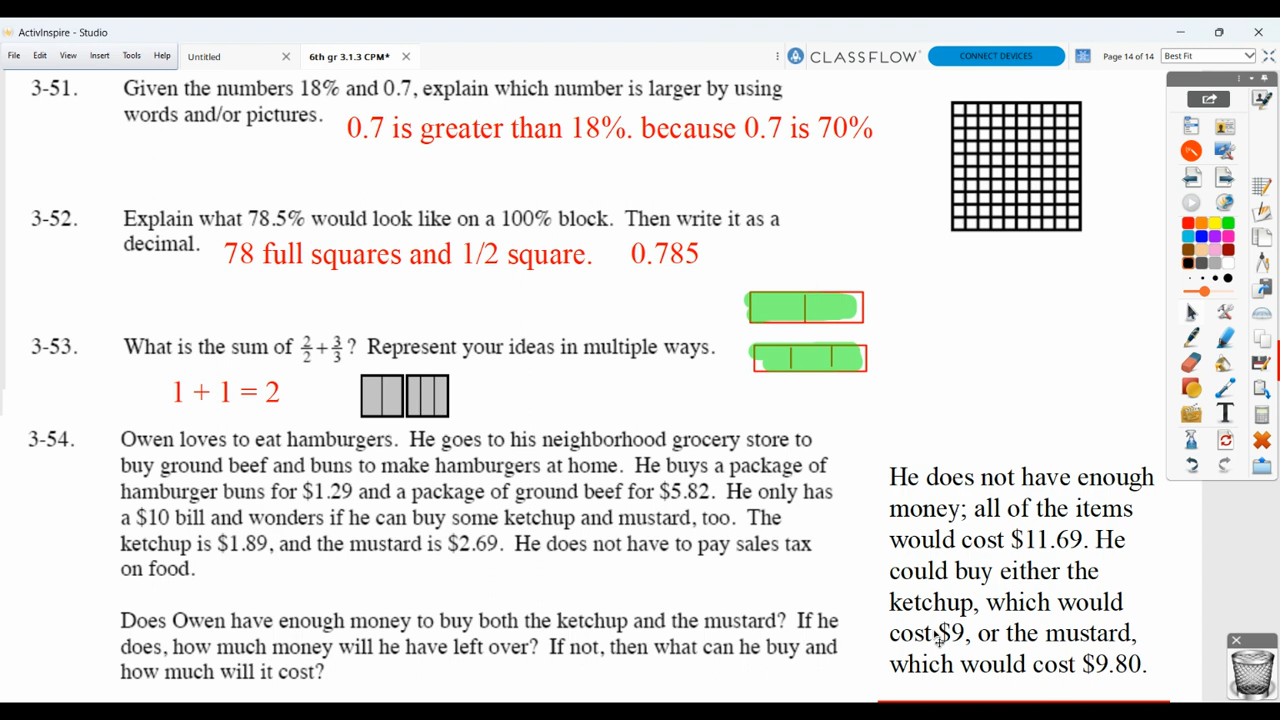 ActivInspire - Studio
File Edit View Insert Tools Help
Untitled
6th gr 3.1.3 CPM*
CLASSFLOW
CONNECT DEVICES
Page 14 of 14
Best Fit
3-51. Given the numbers 18% and 0.7, explain which number is larger by using
words and/or pictures.
0.7 is greater than 18%. because 0.7 is 70%
3-52. Explain what 78.5% would look like on a 100% block. Then write it as a
decimal.
78 full squares and 1/2 square. 0.785
3-53. What is the sum of 2/2 + 3/3? Represent your ideas in multiple ways.
1 + 1 = 2
3-54. Owen loves to eat hamburgers. He goes to his neighborhood grocery store to
buy ground beef and buns to make hamburgers at home. He buys a package of
hamburger buns for $1.29 and a package of ground beef for $5.82. He only has
a $10 bill and wonders if he can buy some ketchup and mustard, too. The
ketchup is $1.89, and the mustard is $2.69. He does not have to pay sales tax
on food.
Does Owen have enough money to buy both the ketchup and the mustard? If he
does, how much money will he have left over? If not, then what can he buy and
how much will it cost?
He does not have enough
money; all of the items
would cost $11.69. He
could buy either the
ketchup, which would
cost $9, or the mustard,
which would cost $9.80.
T